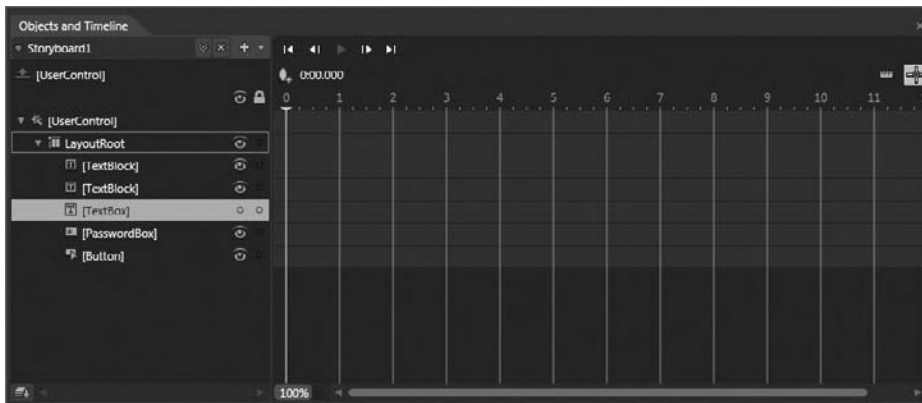 Objects and Timeline
Storyboard1
[UserControl]
0:00.000
0 1 2 3 4 5 6 7 8 9 10 11
[UserControl]
LayoutRoot
[TextBlock]
[TextBlock]
[TextBox]
[PasswordBox]
[Button]
100%